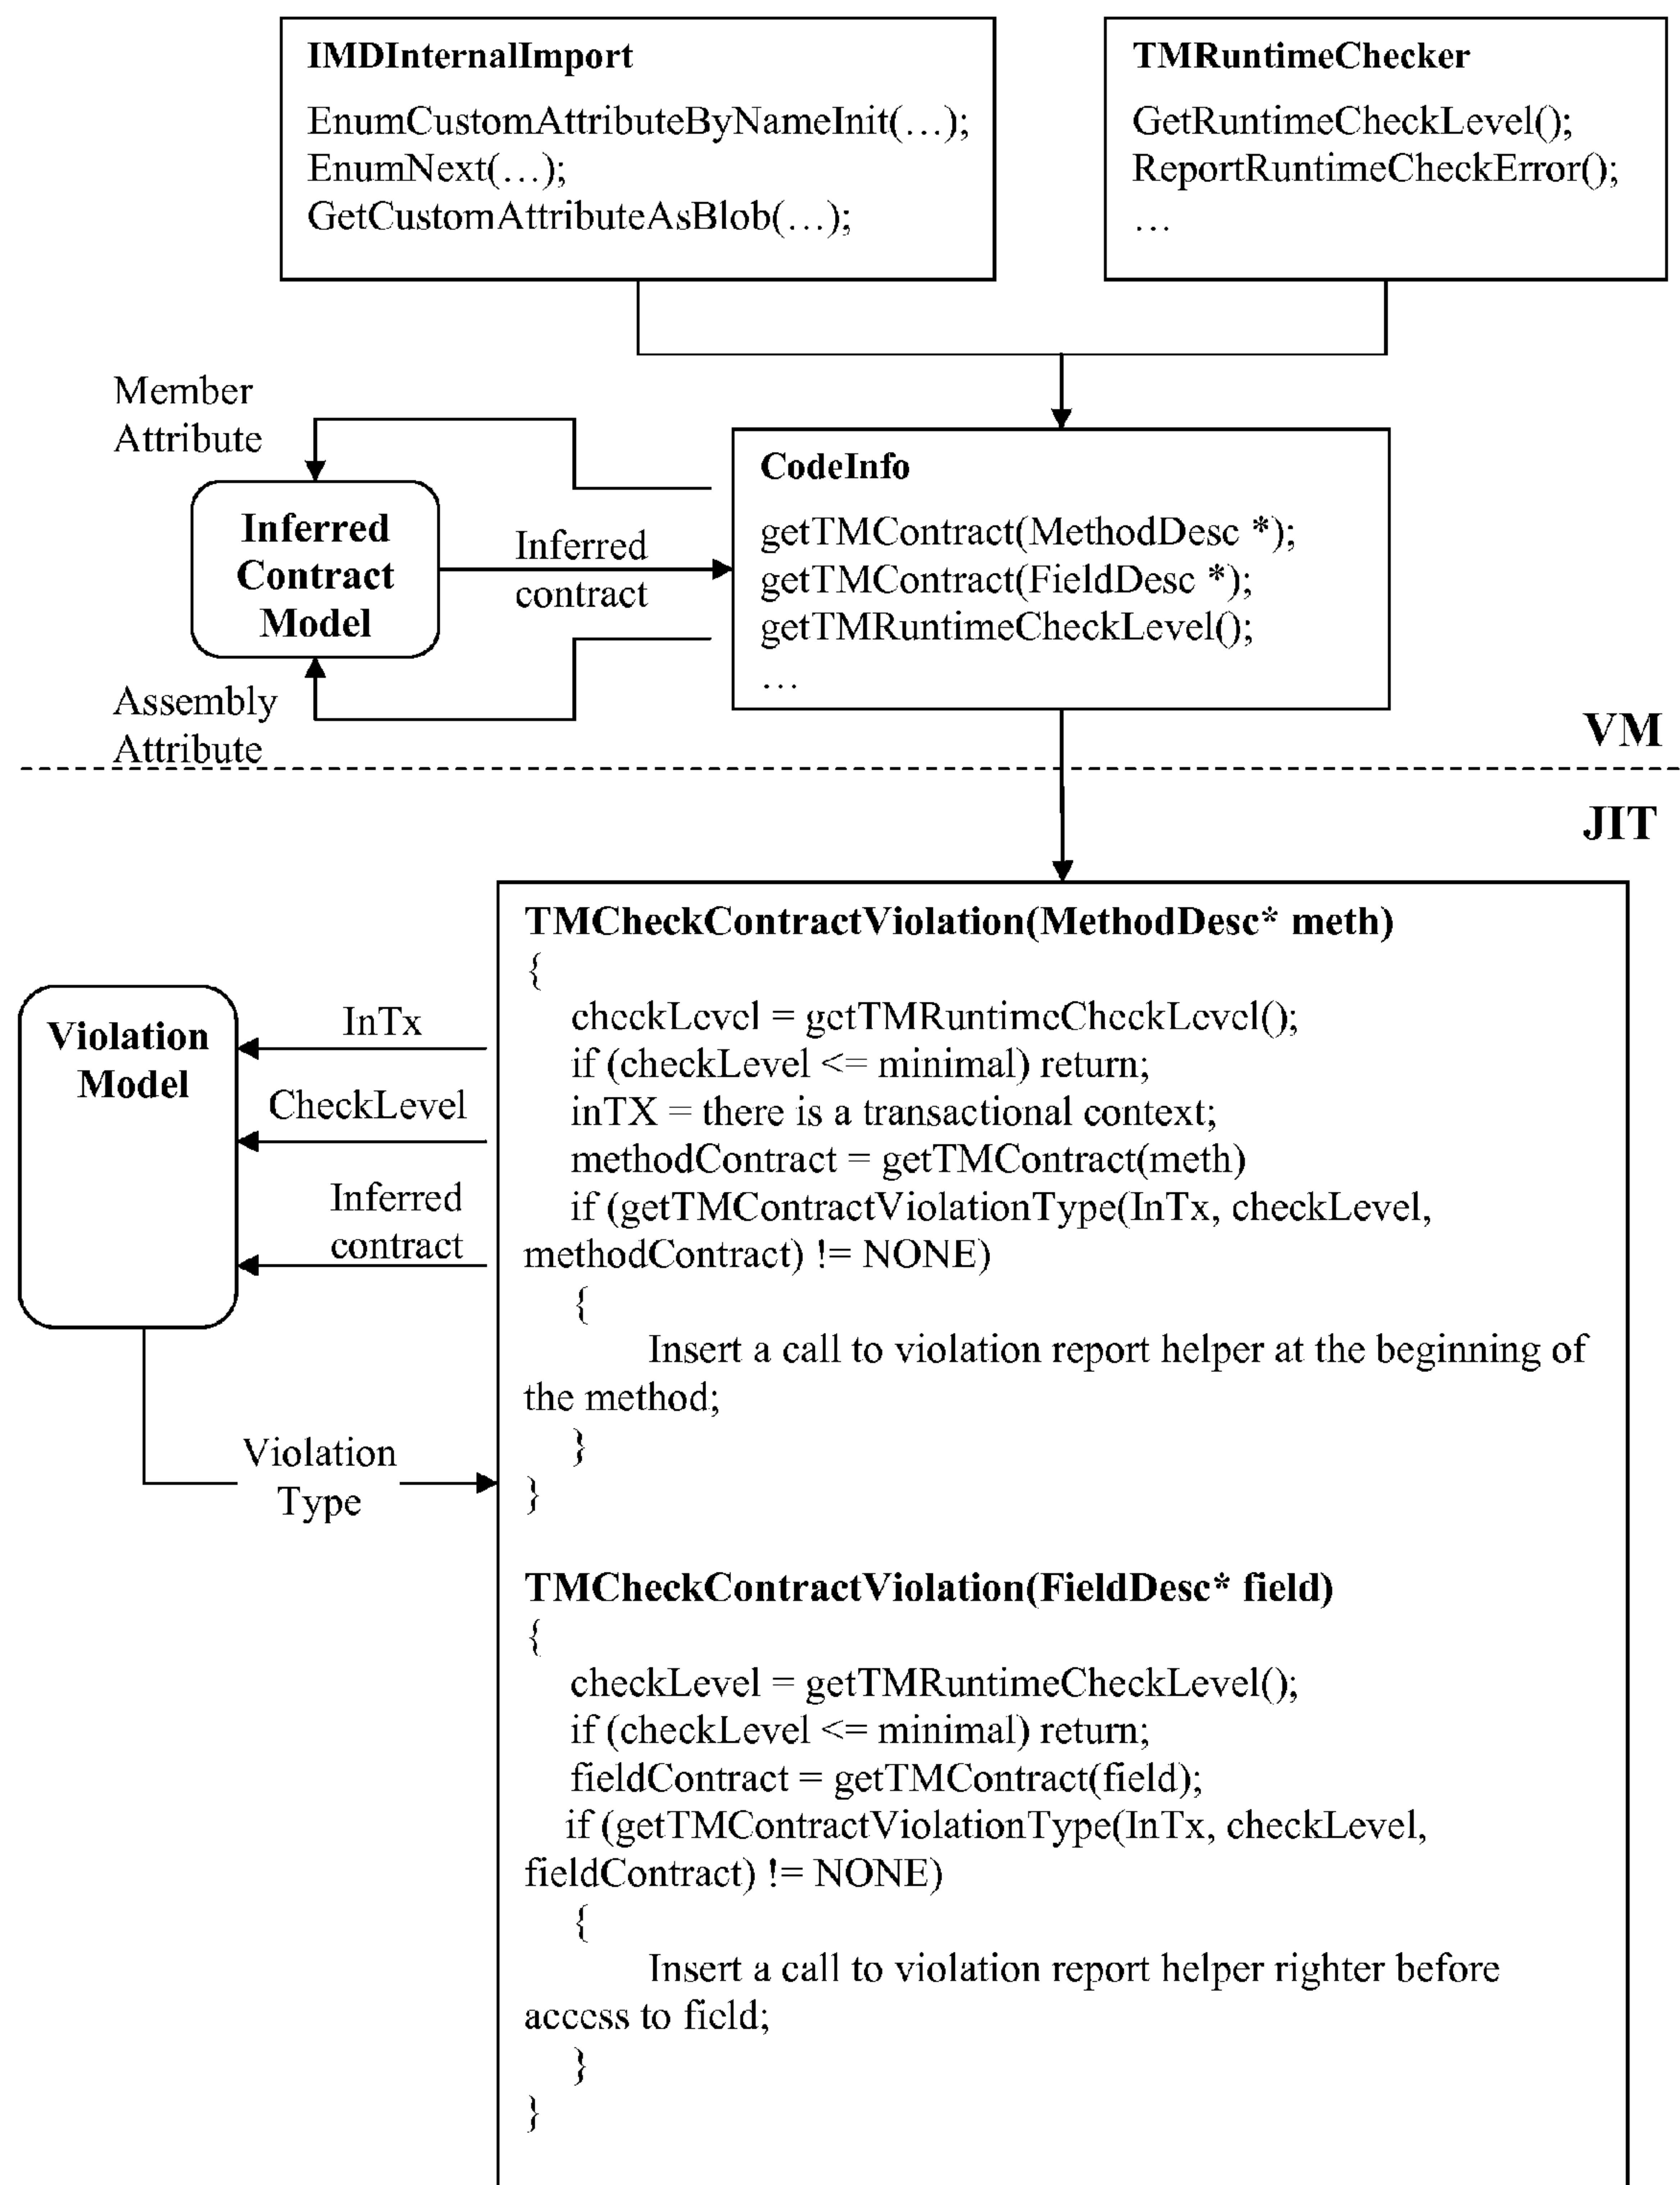 IMDInternalImport
EnumCustomAttributeByNameInit(…);
EnumNext(…);
GetCustomAttributeAsBlob(…);
TMRuntimeChecker
GetRuntimeCheckLevel();
ReportRuntimeCheckError();
…
Member
Attribute
Inferred
Contract
Model
Inferred
contract
Assembly
Attribute
CodeInfo
getTMContract(MethodDesc *);
getTMContract(FieldDesc *);
getTMRuntimeCheckLevel();
…
VM
JIT
Violation
Model
InTx
CheckLevel
Inferred
contract
Violation
Type
TMCheckContractViolation(MethodDesc* meth)
{
checkLevel = getTMRuntimeCheckLevel();
if (checkLevel <= minimal) return;
inTX = there is a transactional context;
methodContract = getTMContract(meth)
if (getTMContractViolationType(InTx, checkLevel,
methodContract) != NONE)
{
Insert a call to violation report helper at the beginning of
the method;
}
}
TMCheckContractViolation(FieldDesc* field)
{
checkLevel = getTMRuntimeCheckLevel();
if (checkLevel <= minimal) return;
fieldContract = getTMContract(field);
if (getTMContractViolationType(InTx, checkLevel,
fieldContract) != NONE)
{
Insert a call to violation report helper righter before
access to field;
}
}